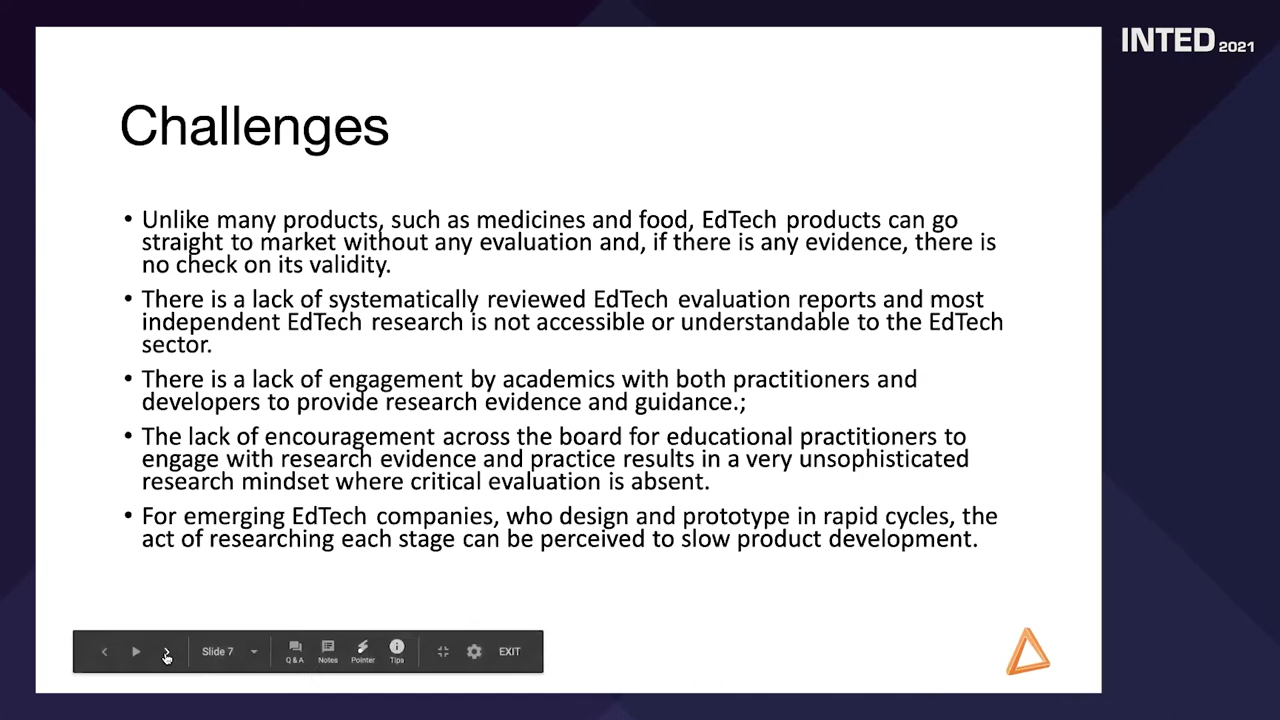 INTED 2021
Challenges
• Unlike many products, such as medicines and food, EdTech products can go
straight to market without any evaluation and, if there is any evidence, there is
no check on its validity.
• There is a lack of systematically reviewed EdTech evaluation reports and most
independent EdTech research is not accessible or understandable to the EdTech
sector.
• There is a lack of engagement by academics with both practitioners and
developers to provide research evidence and guidance.;
• The lack of encouragement across the board for educational practitioners to
engage with research evidence and practice results in a very unsophisticated
research mindset where critical evaluation is absent.
• For emerging EdTech companies, who design and prototype in rapid cycles, the
act of researching each stage can be perceived to slow product development.
Slide 7
Q & A
Notes
Pointer
Tips
EXIT